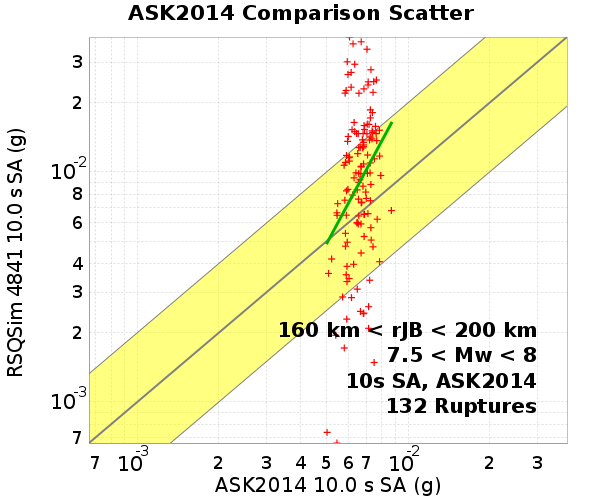 ASK2014 Comparison Scatter
RSQSim 4841 10.0 s SA (g)
3
2
10-2
8
6
4
3
2
10-3
7
160 km < rJB < 200 km
7.5 < Mw < 8
10s SA, ASK2014
132 Ruptures
7 10-3 2 3 4 5 6 7 10-2 2 3
ASK2014 10.0 s SA (g)